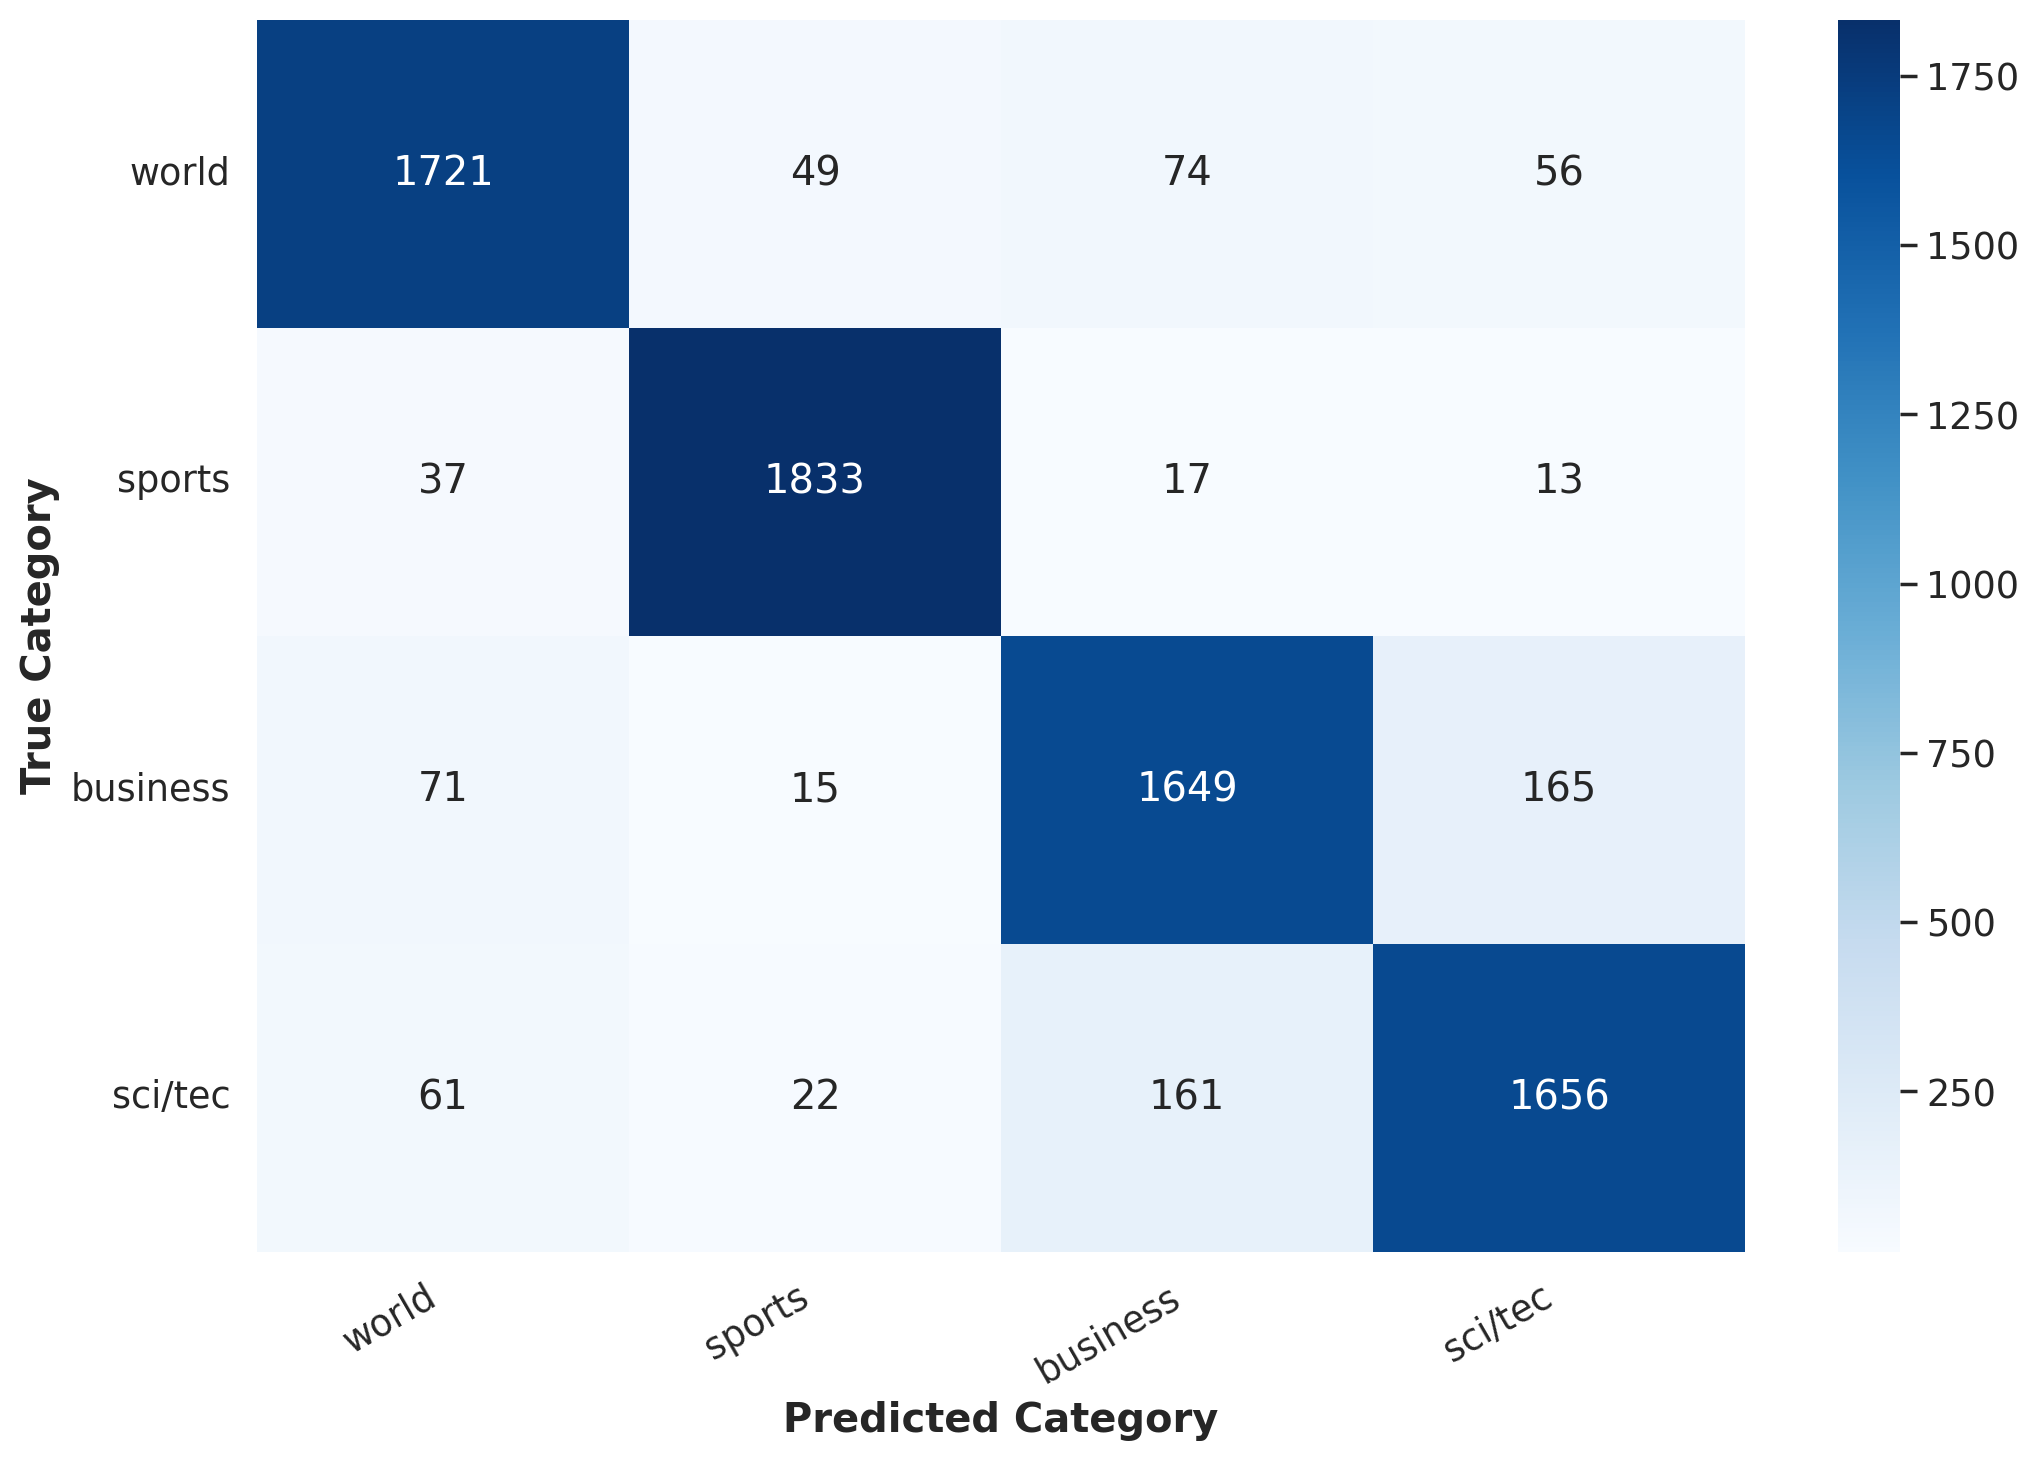 world 1721 49 74 56
sports 37 1833 17 13
business 71 15 1649 165
sci/tec 61 22 161 1656
world sports business sci/tec
Predicted Category
True Category
1750
1500
1250
1000
750
500
250